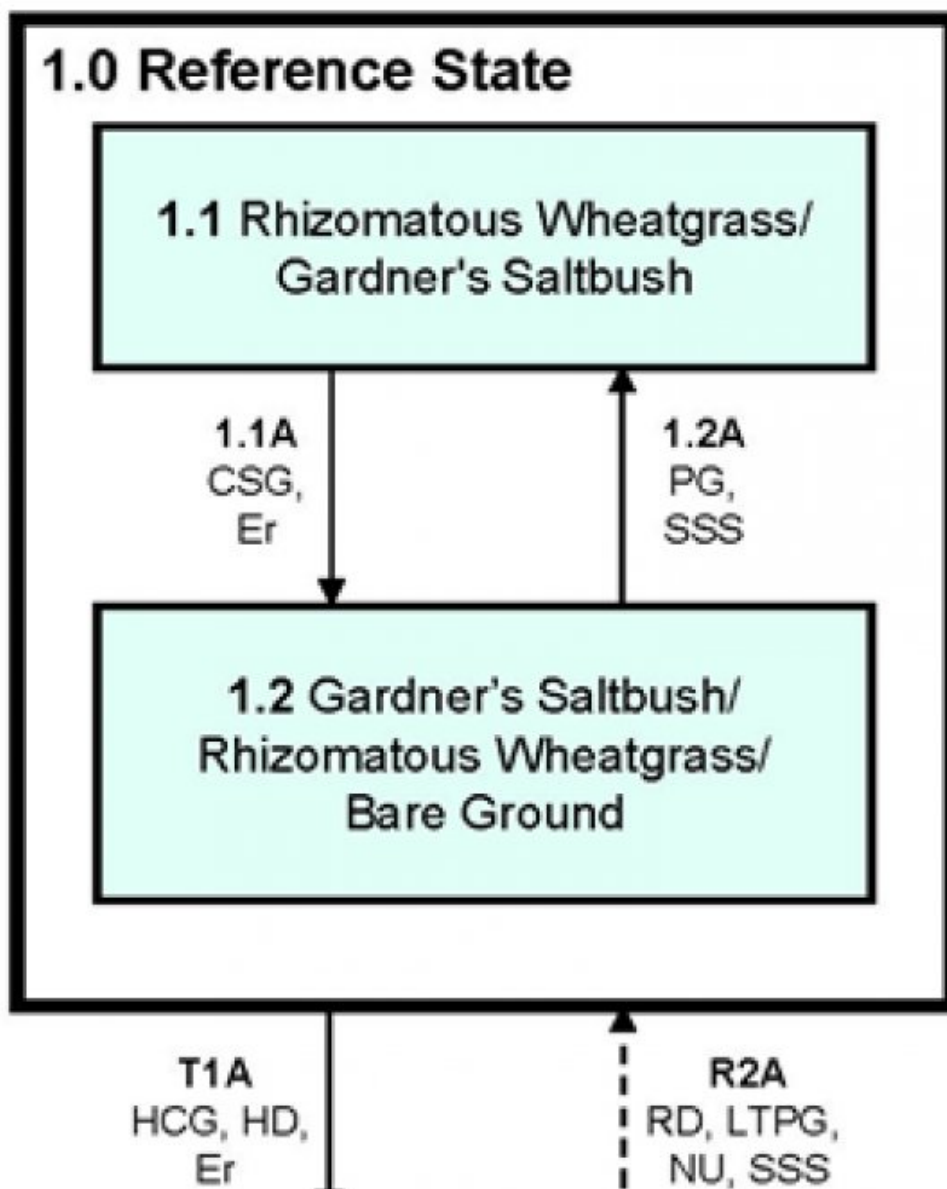 1.0 Reference State
1.1 Rhizomatous Wheatgrass/
Gardner's Saltbush
1.1A
CSG,
Er
1.2A
PG,
SSS
1.2 Gardner’s Saltbush/
Rhizomatous Wheatgrass/
Bare Ground
T1A
HCG, HD,
Er
R2A
RD, LTPG,
NU, SSS